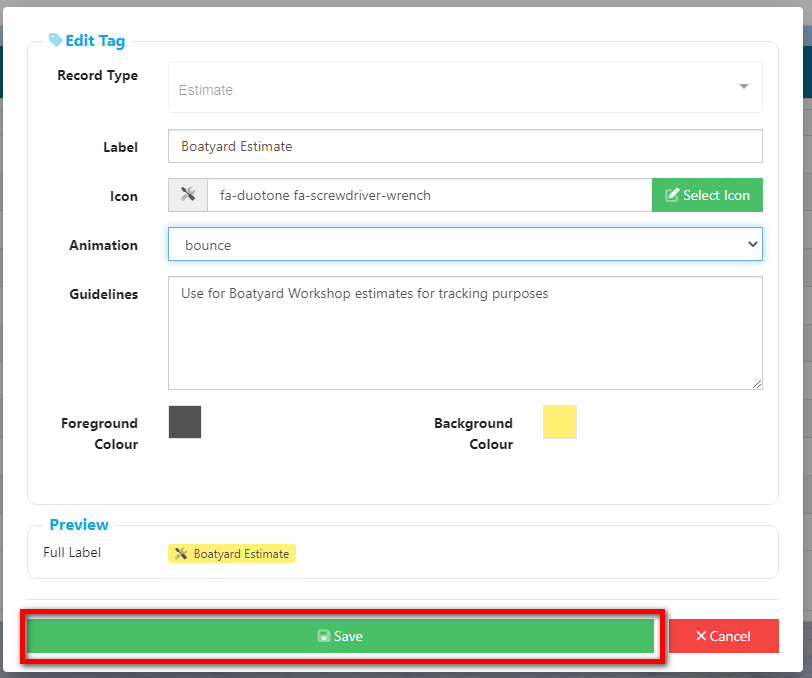 Edit Tag
Record Type
Estimate
Label
Boatyard Estimate
Icon
fa-duotone fa-screwdriver-wrench
Select Icon
Animation
bounce
Guidelines
Use for Boatyard Workshop estimates for tracking purposes
Foreground
Colour
Background
Colour
Preview
Full Label
Boatyard Estimate
Save
Cancel